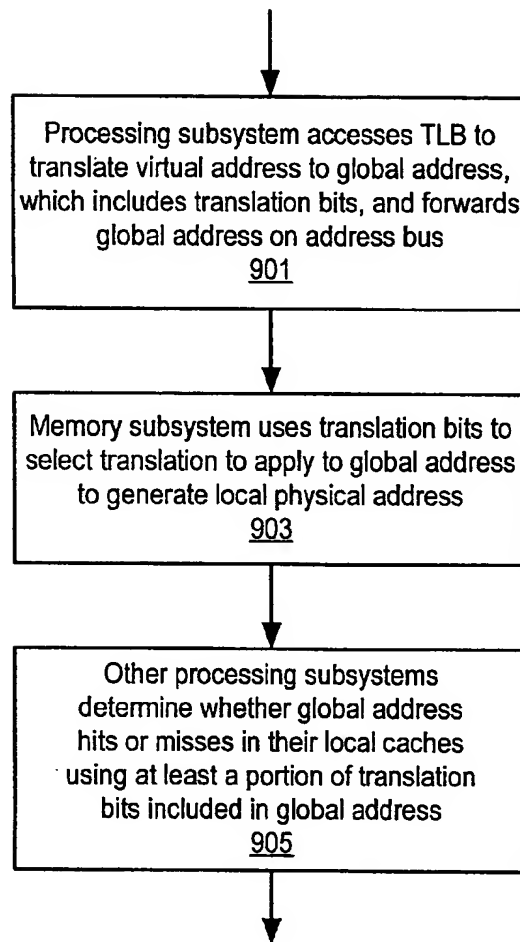 Processing subsystem accesses TLB to
translate virtual address to global address,
which includes translation bits, and forwards
global address on address bus
901
Memory subsystem uses translation bits to
select translation to apply to global address
to generate local physical address
903
Other processing subsystems
determine whether global address
hits or misses in their local caches
using at least a portion of translation
bits included in global address
905